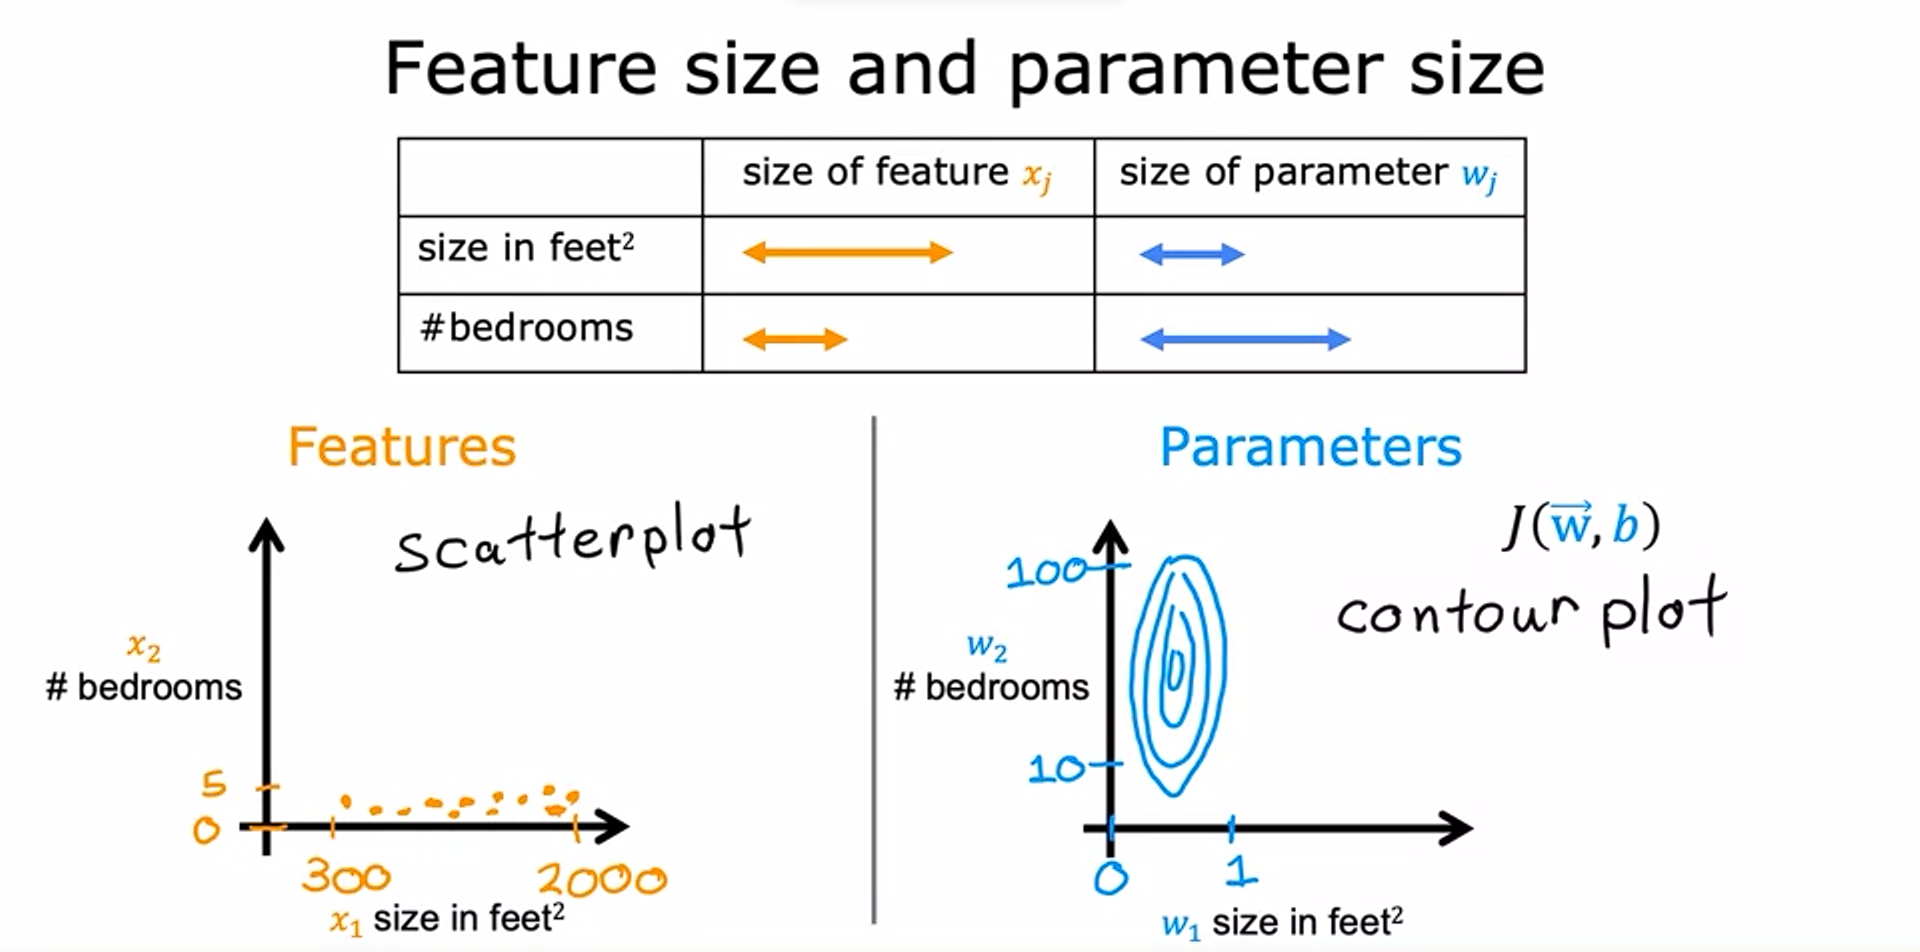 Feature size and parameter size
size of feature xⱼ size of parameter wⱼ
size in feet²
#bedrooms
Features
scatterplot
x₂
# bedrooms
5
0
300 2000
x₁ size in feet²
Parameters
J(w⃗, b)
contour plot
100
w₂
# bedrooms
10
0 1
w₁ size in feet²